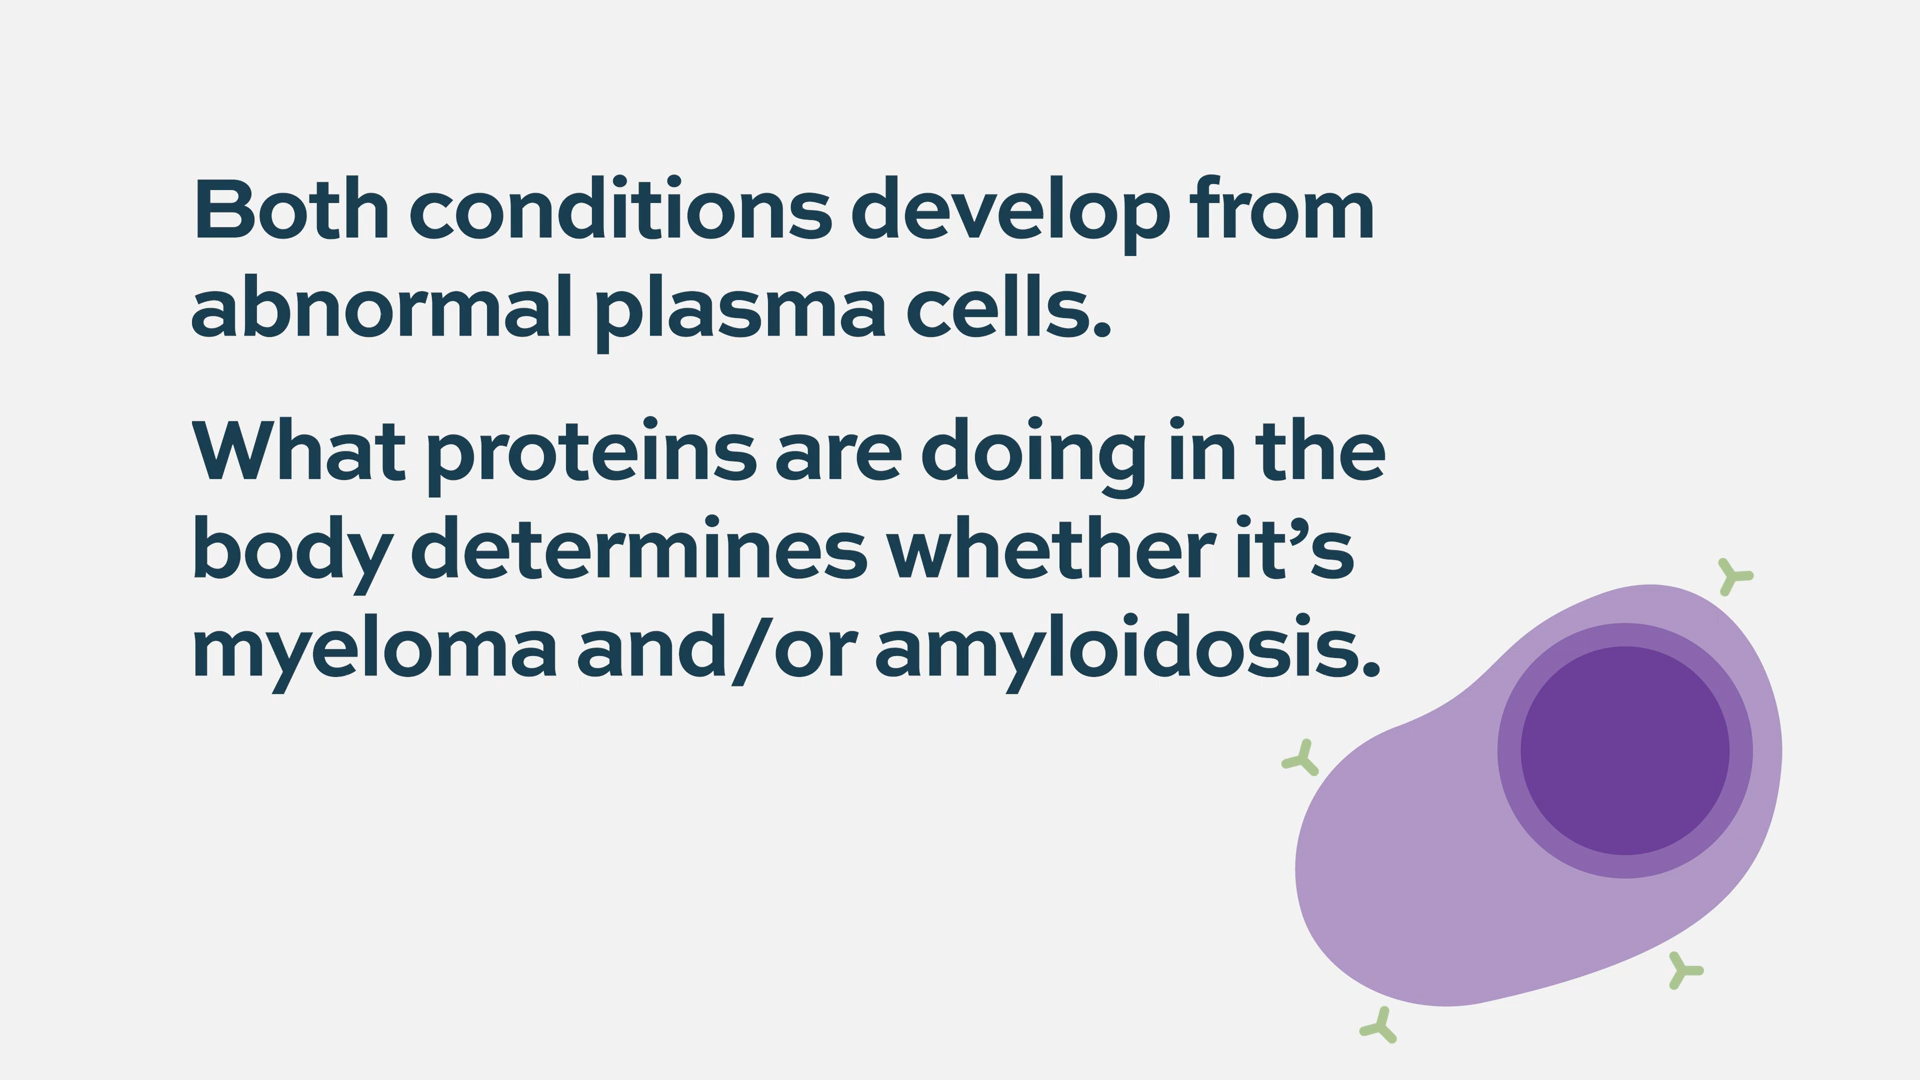 Both conditions develop from
abnormal plasma cells.
What proteins are doing in the
body determines whether it’s
myeloma and/or amyloidosis.